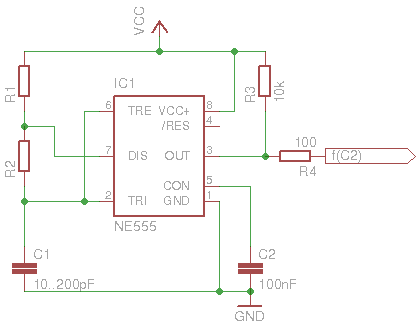 VCC
R1
IC1
R3
10k
6
TRE
VCC+
8
/RES
4
R2
7
DIS
OUT
3
100
R4
f(C2)
CON
5
2
TRI
GND
1
NE555
C1
10..200pF
C2
100nF
GND